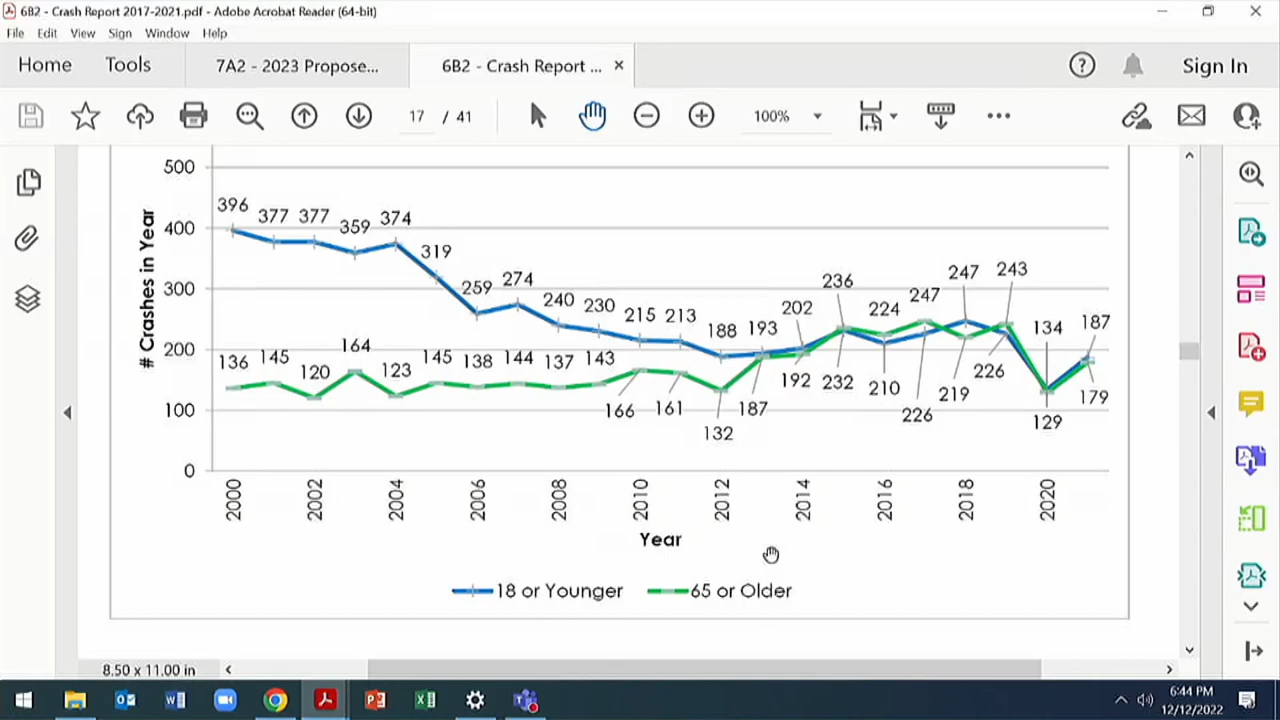 6B2 - Crash Report 2017-2021.pdf - Adobe Acrobat Reader (64-bit)
File Edit View Sign Window Help
Home Tools 7A2 - 2023 Propose... 6B2 - Crash Report ... × Sign In
17 / 41 100%
# Crashes in Year
500
400
300
200
100
0
396 377 377 359 374 319 259 274 240 230 215 213 188 193 202 236 224 247 247 243 134 187
136 145 120 164 123 145 138 144 137 143 166 161 132 187 192 232 210 226 219 226 129 179
2000 2002 2004 2006 2008 2010 2012 2014 2016 2018 2020
Year
18 or Younger 65 or Older
8.50 x 11.00 in
6:44 PM
12/12/2022